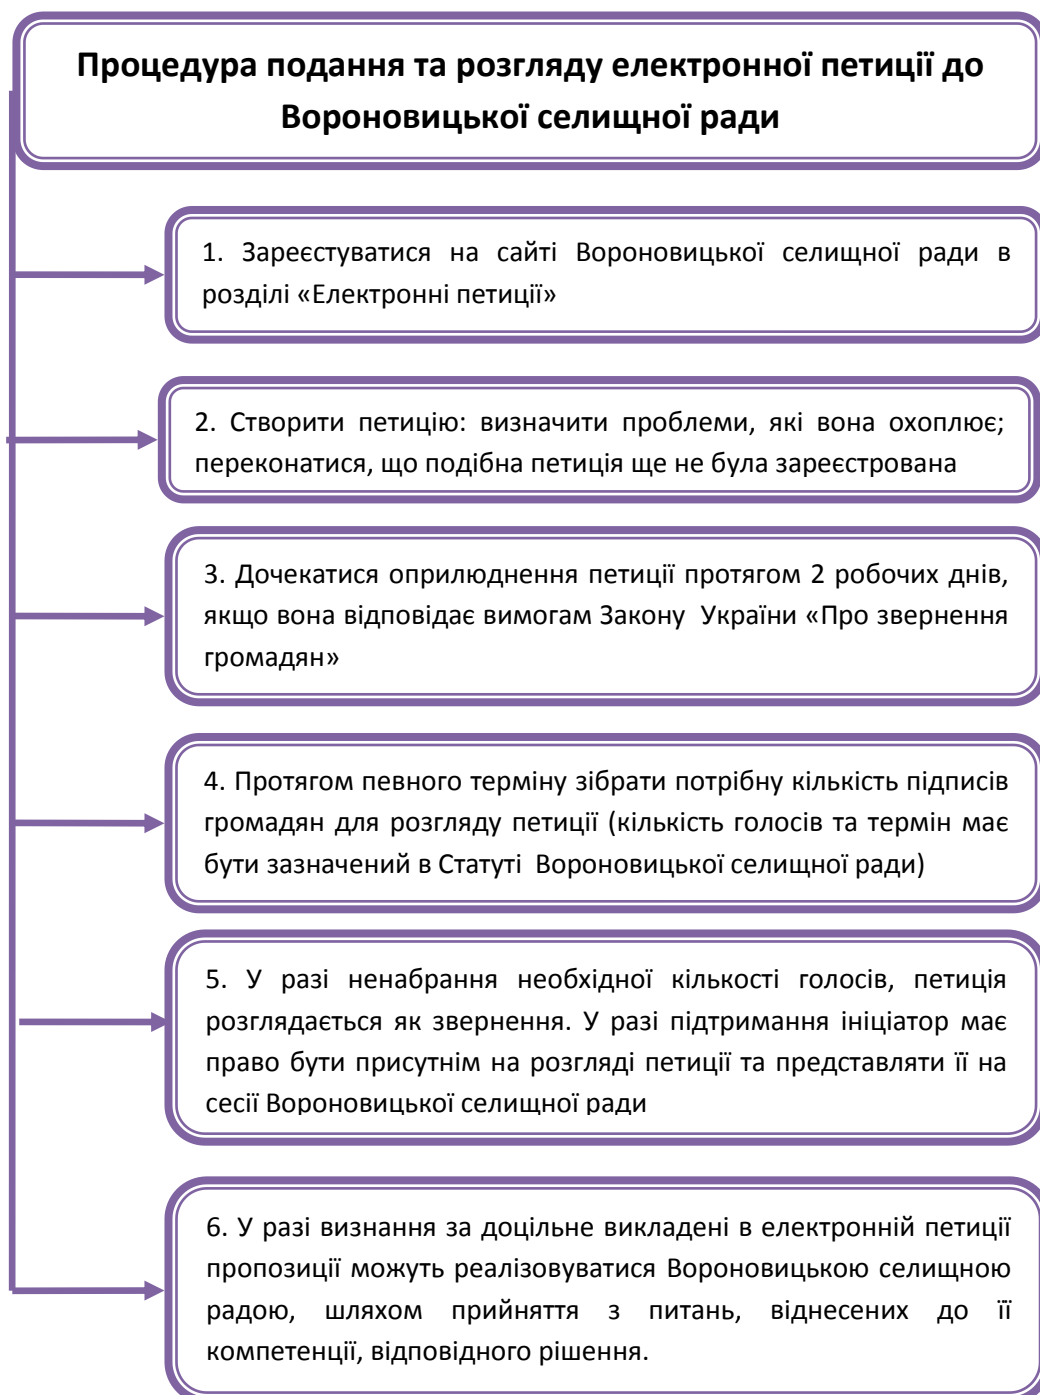 Процедура подання та розгляду електронної петиції до
Вороновицької селищної ради
1. Зареєстуватися на сайті Вороновицької селищної ради в
розділі «Електронні петиції»
2. Створити петицію: визначити проблеми, які вона охоплює;
переконатися, що подібна петиція ще не була зареєстрована
3. Дочекатися оприлюднення петиції протягом 2 робочих днів,
якщо вона відповідає вимогам Закону України «Про звернення
громадян»
4. Протягом певного терміну зібрати потрібну кількість підписів
громадян для розгляду петиції (кількість голосів та термін має
бути зазначений в Статуті Вороновицької селищної ради)
5. У разі ненабрання необхідної кількості голосів, петиція
розглядається як звернення. У разі підтримання ініціатор має
право бути присутнім на розгляді петиції та представляти її на
сесії Вороновицької селищної ради
6. У разі визнання за доцільне викладені в електронній петиції
пропозиції можуть реалізовуватися Вороновицькою селищною
радою, шляхом прийняття з питань, віднесених до її
компетенції, відповідного рішення.